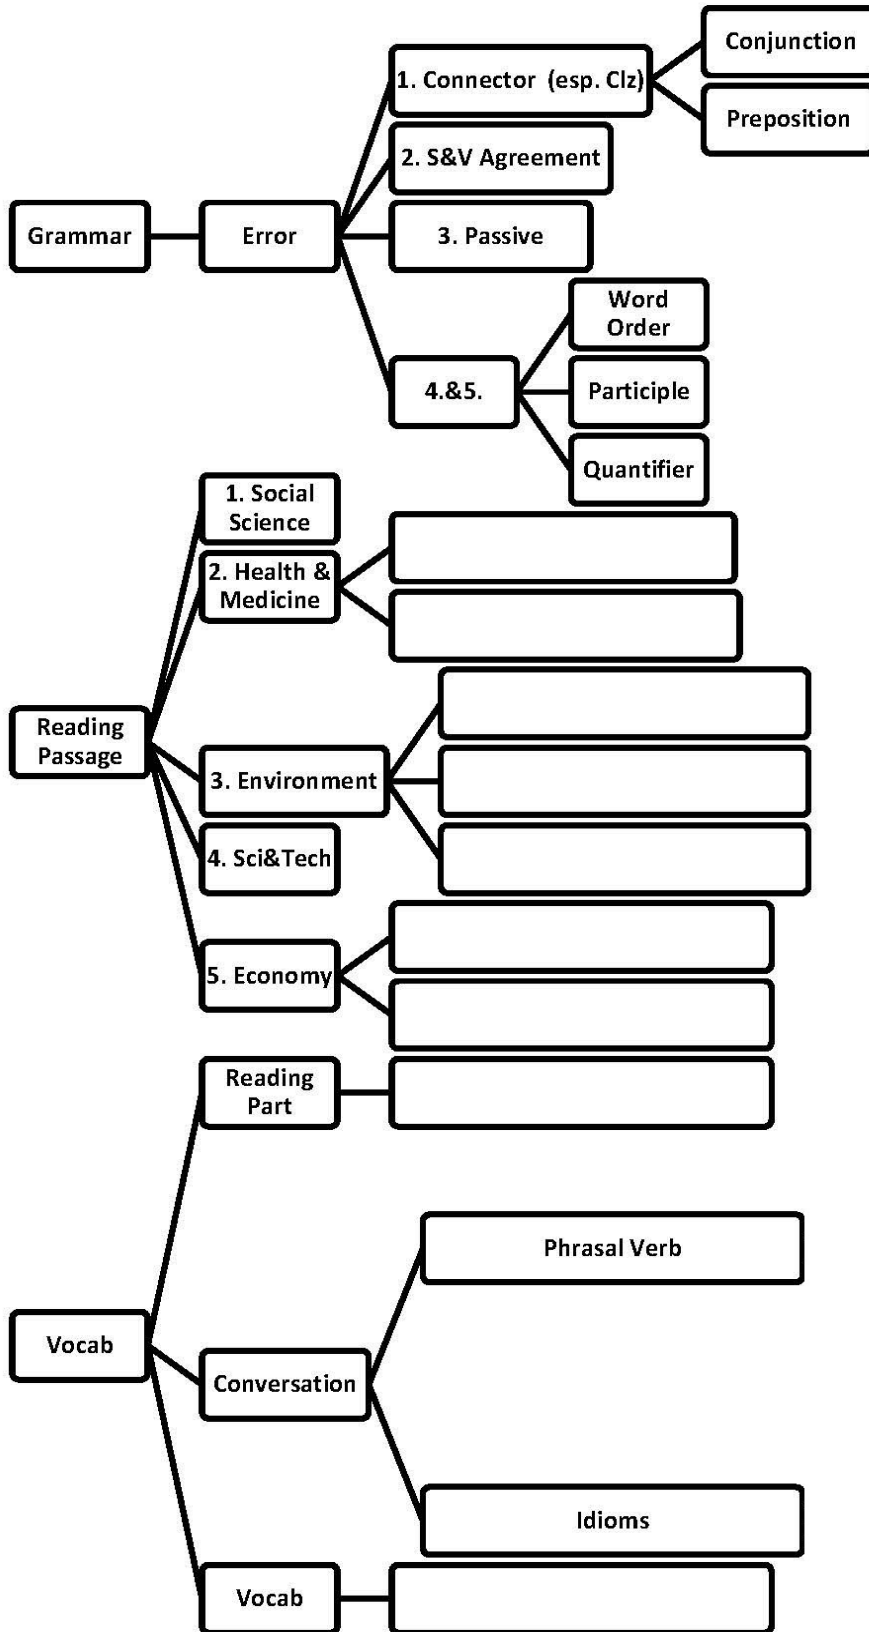 Conjunction
1. Connector (esp. Clz)
Preposition
2. S&V Agreement
Grammar
Error
3. Passive
Word
Order
4.&5.
Participle
Quantifier
1. Social
Science
2. Health &
Medicine
Reading
Passage
3. Environment
4. Sci&Tech
5. Economy
Reading
Part
Phrasal Verb
Vocab
Conversation
Idioms
Vocab